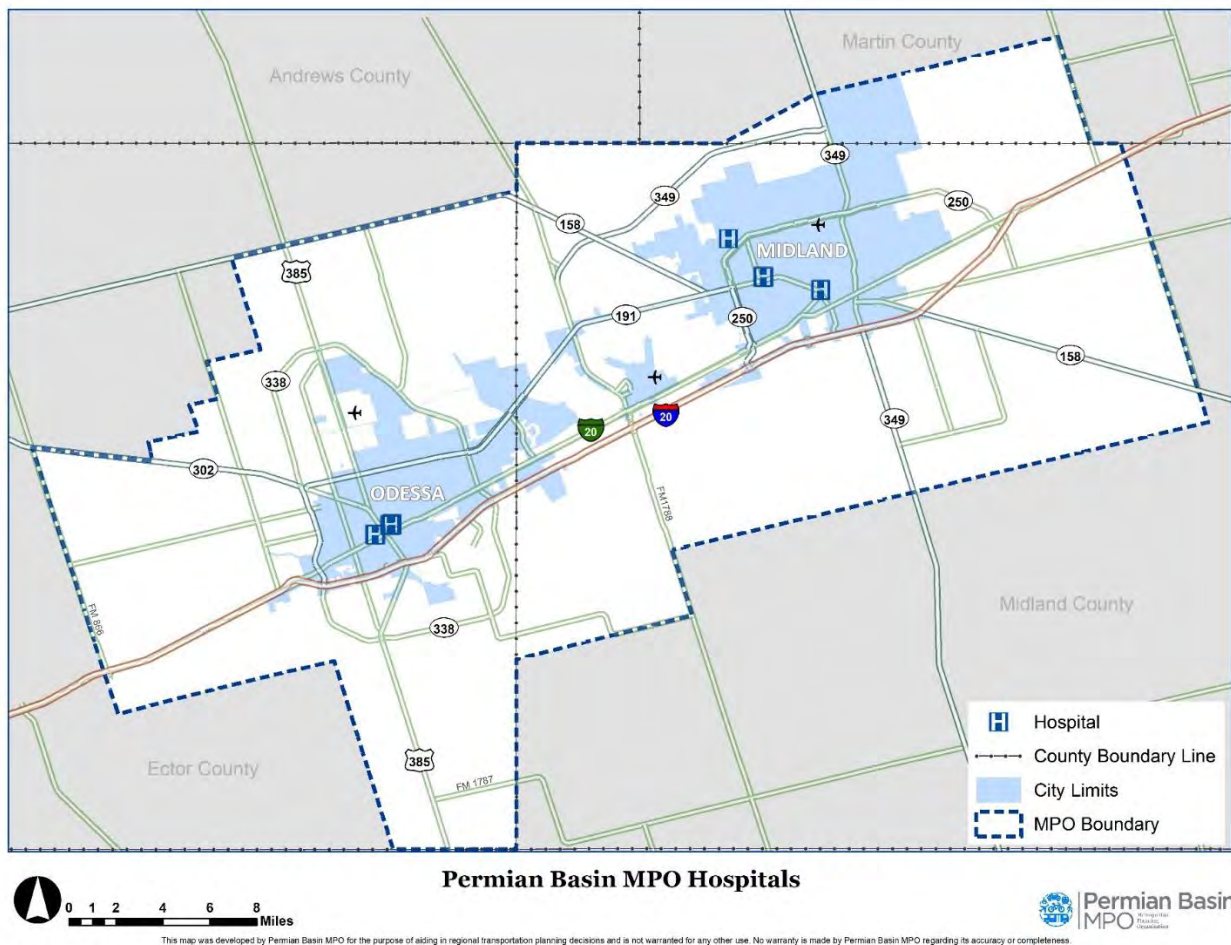 Martin County
Andrews County
349
349
250
158
MIDLAND
385
191
250
338
158
20
20
349
302
ODESSA
FM1788
FM 866
338
Midland County
385
Ector County
FM 1787
Hospital
County Boundary Line
City Limits
MPO Boundary
H
H
H
H
H
H
Permian Basin MPO Hospitals
0 1 2 4 6 8
Miles
Permian Basin
MPO Metropolitan
Planning
Organization
This map was developed by Permian Basin MPO for the purpose of aiding in regional transportation planning decisions and is not warranted for any other use. No warranty is made by Permian Basin MPO regarding its accuracy or completeness.